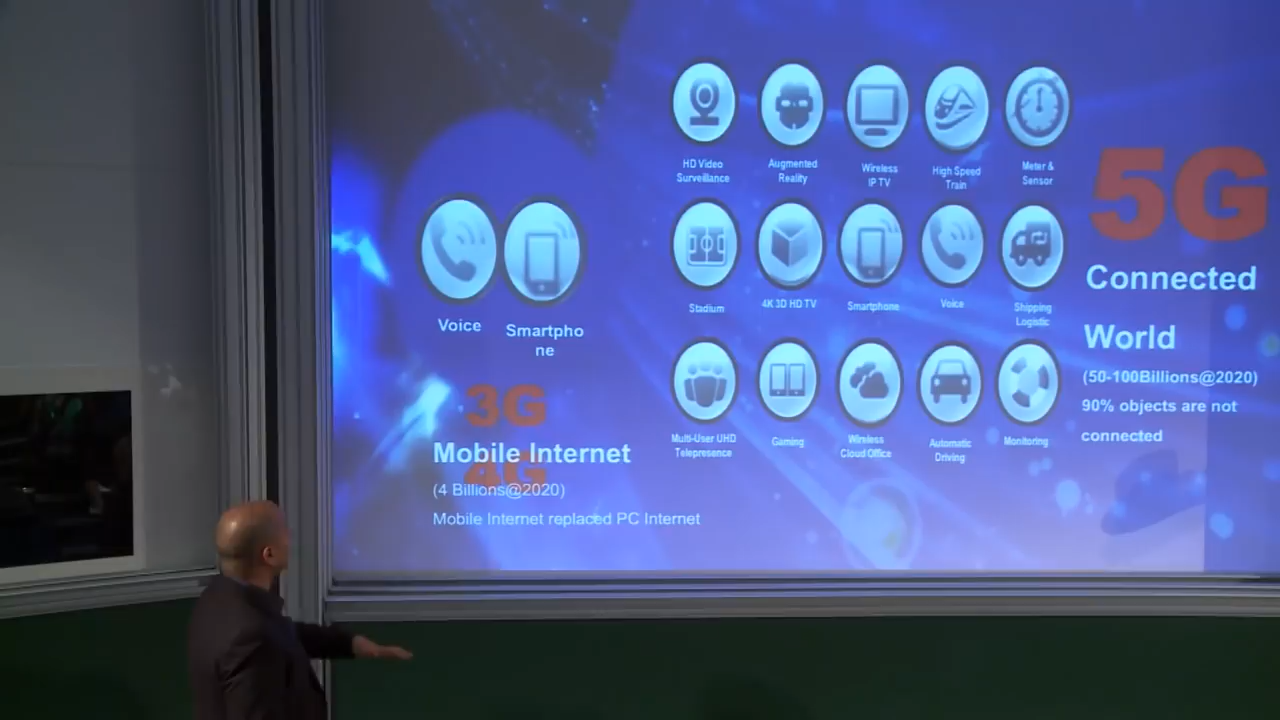 Voice
Smartpho
ne
3G
Mobile Internet
4G
(4 Billions@2020)
Mobile Internet replaced PC Internet
HD Video
Surveillance
Augmented
Reality
Wireless
IP TV
High Speed
Train
Meter &
Sensor
Stadium
4K 3D HD TV
Smartphone
Voice
Shipping
Logistic
Multi-User UHD
Telepresence
Gaming
Wireless
Cloud Office
Automatic
Driving
Monitoring
5G
Connected
World
(50-100Billions@2020)
90% objects are not
connected